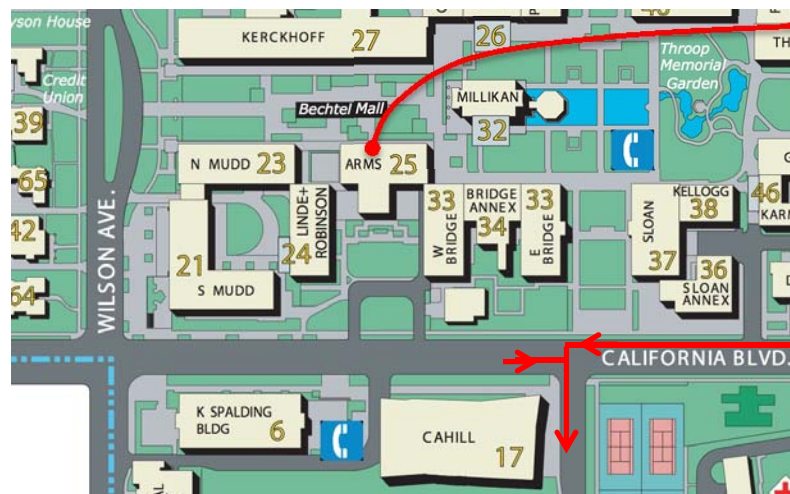 KERCKHOFF 27
26
Throop
Memorial
Garden
TH
Credit
Union
Bechtel Mall
MILLIKAN
32
39
N MUDD 23
ARMS 25
65
33
W
BRIDGE
BRIDGE
ANNEX
34
33
E
BRIDGE
KELLOGG
38
46
KARM
42
LINDE+
ROBINSON
24
SLOAN
37
36
SLOAN
ANNEX
21
S MUDD
64
WILSON AVE.
CALIFORNIA BLVD.
K SPALDING
BLDG 6
CAHILL
17